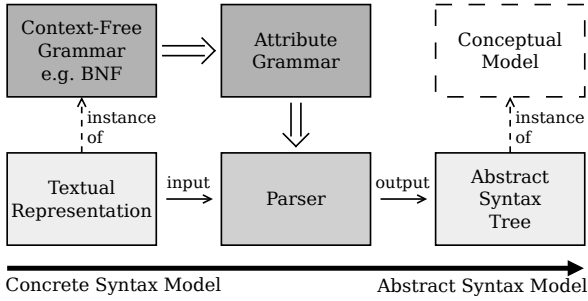 Context-Free
Grammar
e.g. BNF
Attribute
Grammar
Conceptual
Model
instance
of
instance
of
Textual
Representation
input
Parser
output
Abstract
Syntax
Tree
Concrete Syntax Model
Abstract Syntax Model